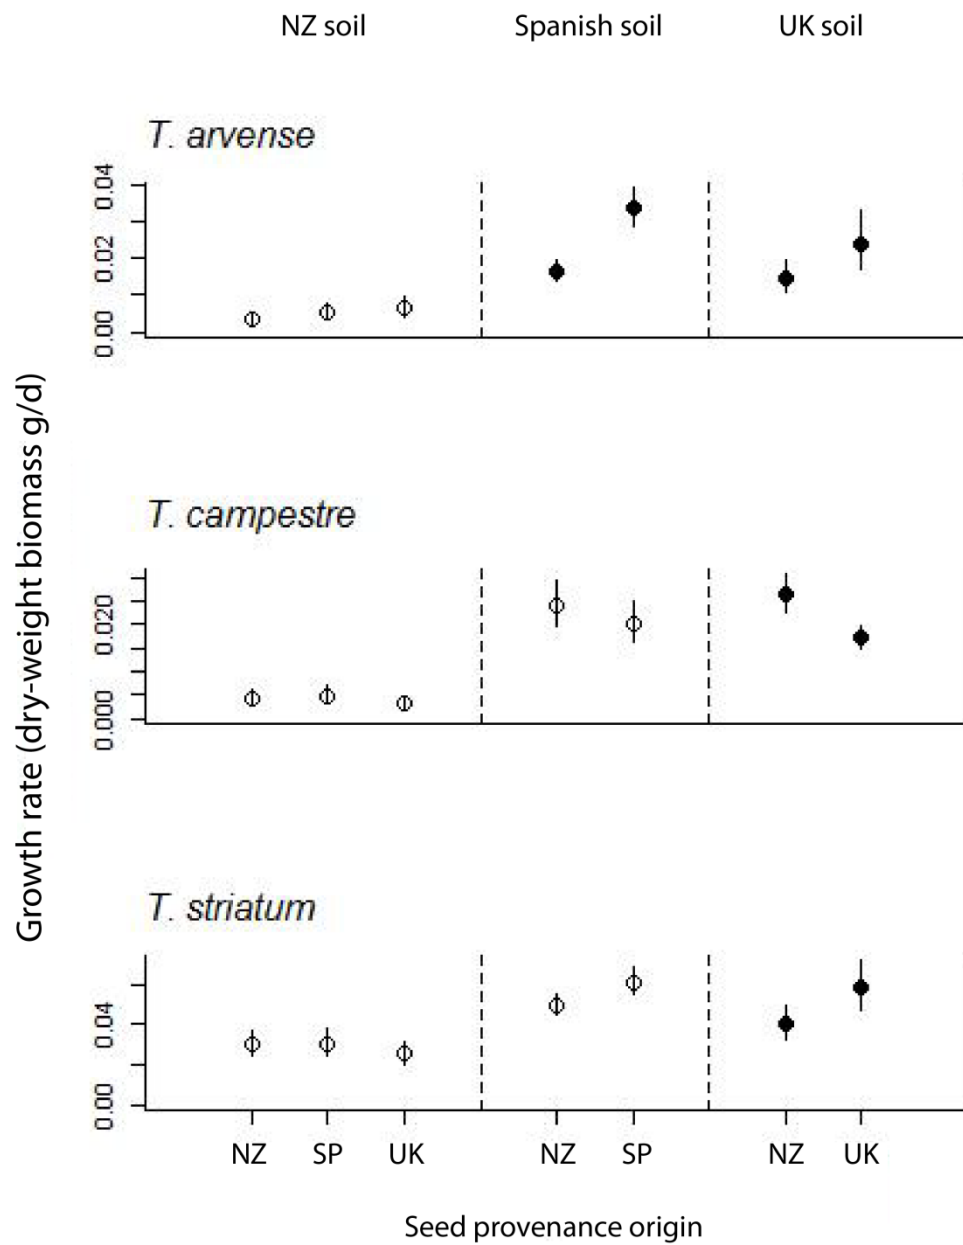 NZ soil Spanish soil UK soil
T. arvense
0.04
0.02
0.00
Growth rate (dry-weight biomass g/d)
T. campestre
0.020
0.000
T. striatum
0.04
0.00
NZ SP UK NZ SP NZ UK
Seed provenance origin